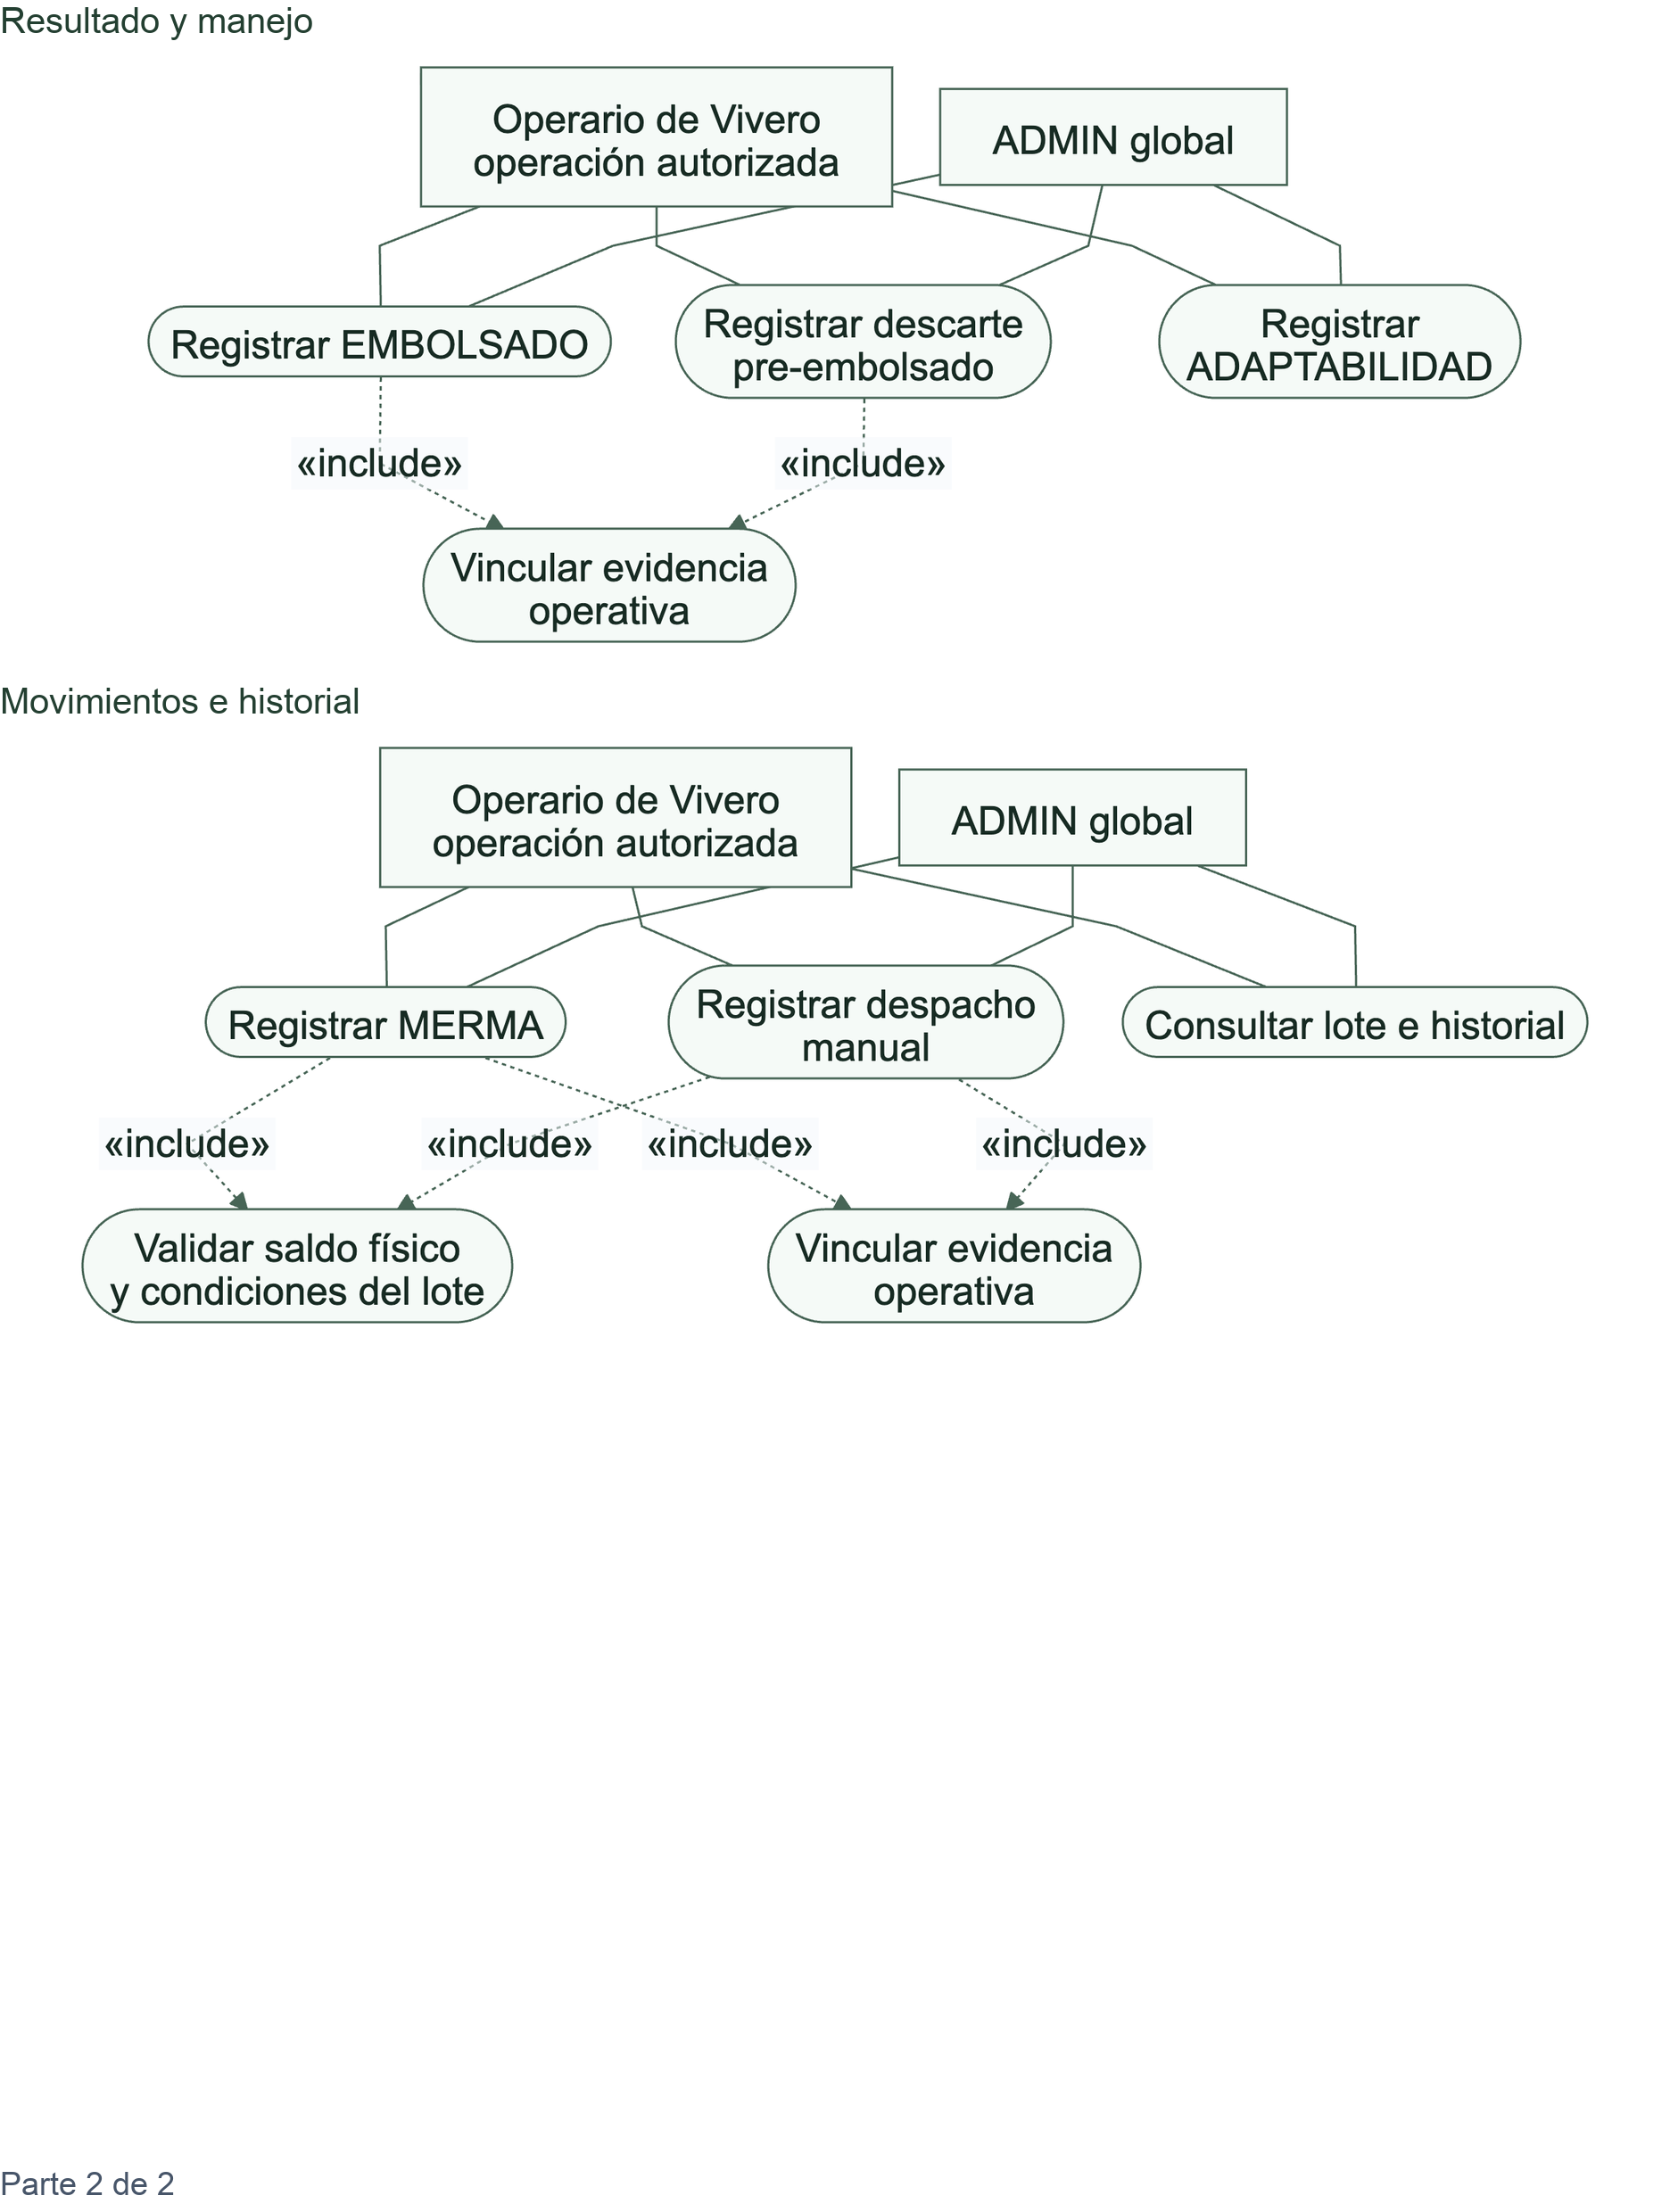 Resultado y manejo
Operario de Vivero
operación autorizada
ADMIN global
Registrar EMBOLSADO
Registrar descarte
pre-embolsado
Registrar
ADAPTABILIDAD
«include»
«include»
Vincular evidencia
operativa
Movimientos e historial
Operario de Vivero
operación autorizada
ADMIN global
Registrar MERMA
Registrar despacho
manual
Consultar lote e historial
«include»
«include»
«include»
«include»
Validar saldo físico
y condiciones del lote
Vincular evidencia
operativa
Parte 2 de 2